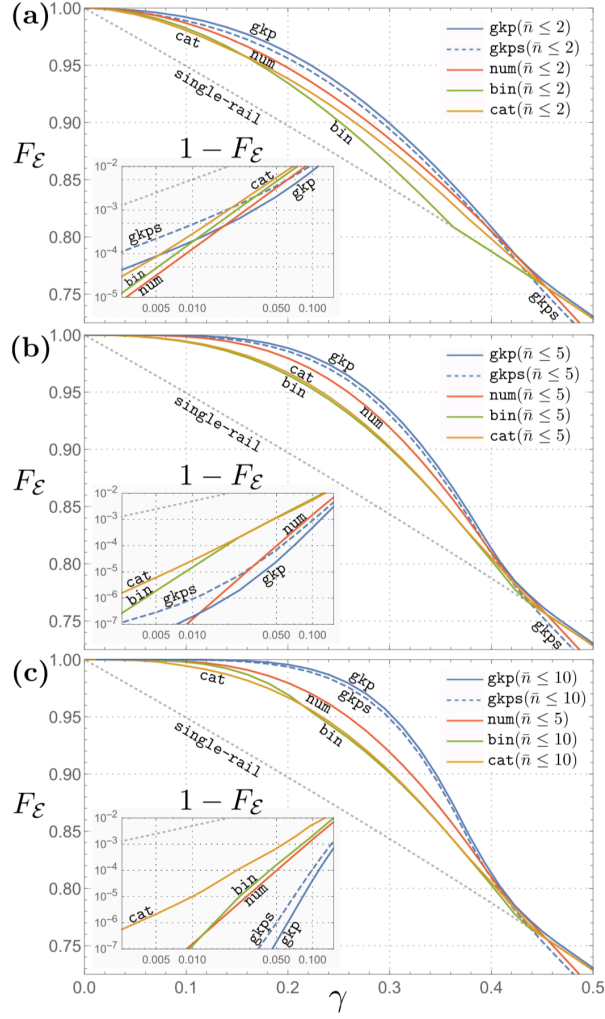 (a)
1.00
0.95
0.90
0.85
0.80
0.75
F_ℰ
gkp
cat
num
single-rail
bin
gkps
gkp(n̄ ≤ 2)
gkps(n̄ ≤ 2)
num(n̄ ≤ 2)
bin(n̄ ≤ 2)
cat(n̄ ≤ 2)
1 − F_ℰ
10⁻²
10⁻³
10⁻⁴
10⁻⁵
cat
gkp
gkps
bin
num
0.005 0.010 0.050 0.100
(b)
1.00
0.95
0.90
0.85
0.80
0.75
F_ℰ
gkp
cat
bin
num
single-rail
gkps
gkp(n̄ ≤ 5)
gkps(n̄ ≤ 5)
num(n̄ ≤ 5)
bin(n̄ ≤ 5)
cat(n̄ ≤ 5)
1 − F_ℰ
10⁻²
10⁻³
10⁻⁴
10⁻⁵
10⁻⁶
10⁻⁷
num
cat
bin
gkps
gkp
0.005 0.010 0.050 0.100
(c)
1.00
0.95
0.90
0.85
0.80
0.75
F_ℰ
cat
gkp
gkps
num
bin
single-rail
gkp(n̄ ≤ 10)
gkps(n̄ ≤ 10)
num(n̄ ≤ 5)
bin(n̄ ≤ 10)
cat(n̄ ≤ 10)
1 − F_ℰ
10⁻²
10⁻³
10⁻⁴
10⁻⁵
10⁻⁶
10⁻⁷
cat
bin
num
gkps
gkp
0.005 0.010 0.050 0.100
0.0 0.1 0.2 0.3 0.4 0.5
γ